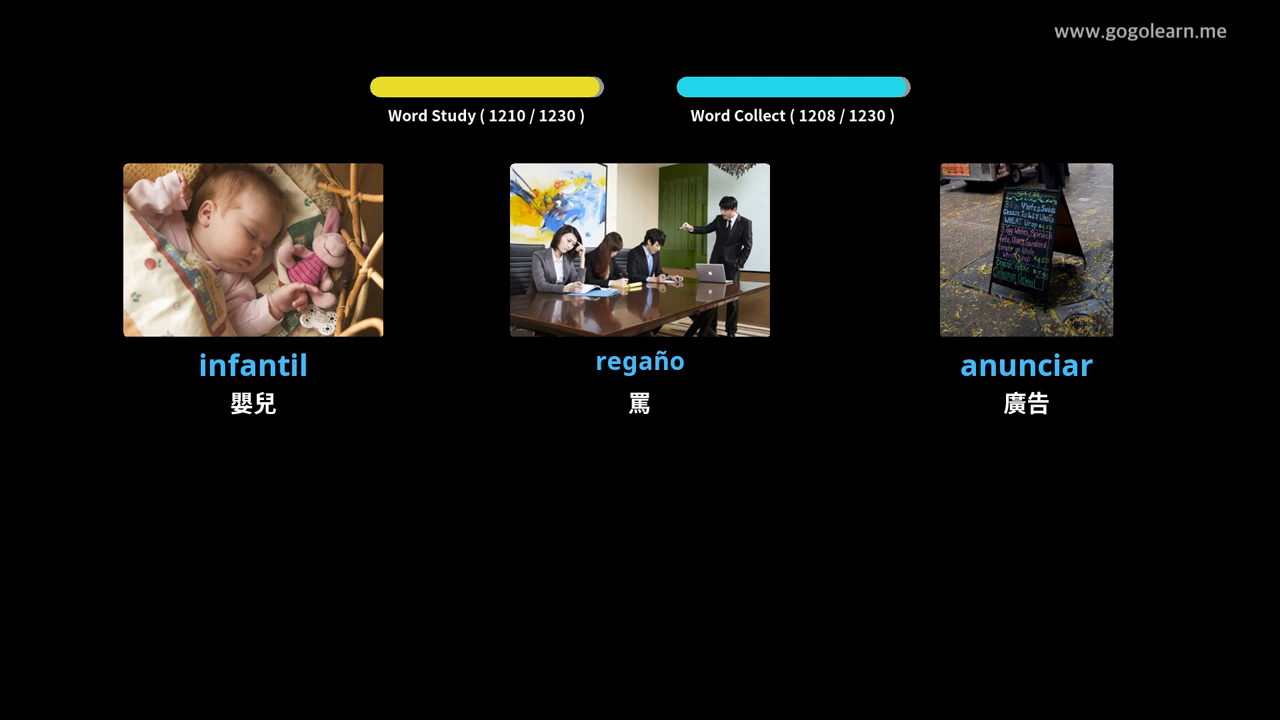 www.gogolearn.me
Word Study ( 1210 / 1230 )
Word Collect ( 1208 / 1230 )
infantil
嬰兒
regaño
罵
anunciar
廣告